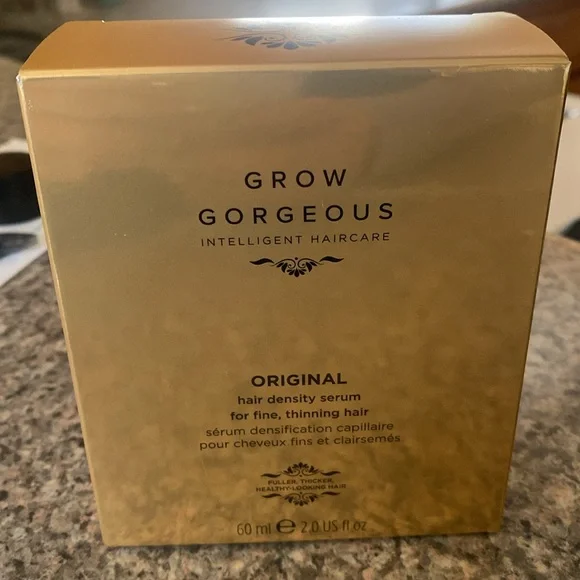 GROW
GORGEOUS
INTELLIGENT HAIRCARE
ORIGINAL
hair density serum
for fine, thinning hair
sérum densification capillaire
pour cheveux fins et clairsemés
FULLER, THICKER,
HEALTHY-LOOKING HAIR
60 ml ℮ 2.0 US fl.oz